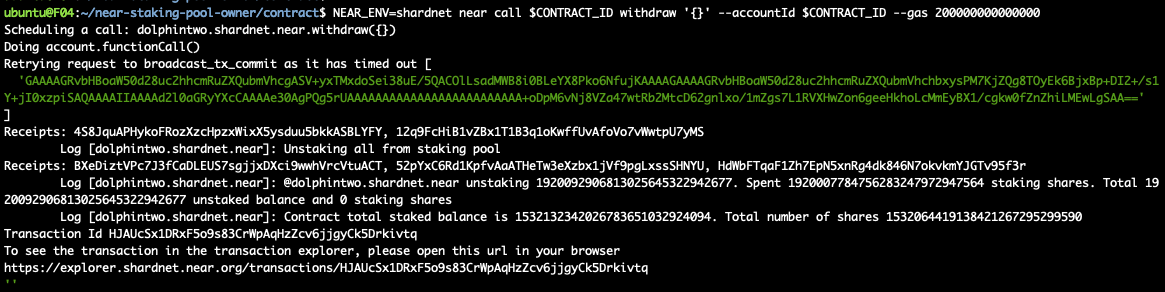 ubuntu@F04:~/near-staking-pool-owner/contract$ NEAR_ENV=shardnet near call $CONTRACT_ID withdraw '{}' --accountId $CONTRACT_ID --gas 200000000000000
Scheduling a call: dolphintwo.shardnet.near.withdraw({})
Doing account.functionCall()
Retrying request to broadcast_tx_commit as it has timed out [
'GAAAAGRvbHBoaW50d28uc2hhcmRuZXQubmVhcgASV+yxTMxdoSei38uE/5QACOlLsadMWB8i0BLeYX8Pko6NfujKAAAAGAAAAGRvbHBoaW50d28uc2hhcmRuZXQubmVhchbxysPM7KjZQg8TOyEk6BjxBp+DI2+/s1
Y+jI0xzpiSAQAAAAIIAAAAd2l0aGRyYXcCAAAAe30AgPQg5rUAAAAAAAAAAAAAAAAAAAAAAAAA+oDpM6vNj8VZa47wtRb2MtcD62gnlxo/1mZgs7L1RVXHwZon6geeHkhoLcMmEyBX1/cgkw0fZnZhiLMEwLgSAA=='
]
Receipts: 4S8JquAPHykoFRozXzcHpzxWixX5ysduu5bkkASBLYFY, 12q9FcHiB1vZBx1T1B3q1oKwffUvAfoVo7vWwtpU7yMS
Log [dolphintwo.shardnet.near]: Unstaking all from staking pool
Receipts: BXeDiztVPc7J3fCaDLEUS7sgjjxDXci9wwhVrcVtuACT, 52pYxC6Rd1KpfvAaATHeTw3eXzbx1jVf9pgLxssSHNYU, HdWbFTqaF1Zh7EpN5xnRg4dk846N7okvkmYJGTv95f3r
Log [dolphintwo.shardnet.near]: @dolphintwo.shardnet.near unstaking 1920092906813025645322942677. Spent 1920007784756283247972947564 staking shares. Total 19
20092906813025645322942677 unstaked balance and 0 staking shares
Log [dolphintwo.shardnet.near]: Contract total staked balance is 1532132342026783651032924094. Total number of shares 1532064419138421267295299590
Transaction Id HJAUcSx1DRxF5o9s83CrWpAqHzZcv6jjgyCk5Drkivtq
To see the transaction in the transaction explorer, please open this url in your browser
https://explorer.shardnet.near.org/transactions/HJAUcSx1DRxF5o9s83CrWpAqHzZcv6jjgyCk5Drkivtq
''